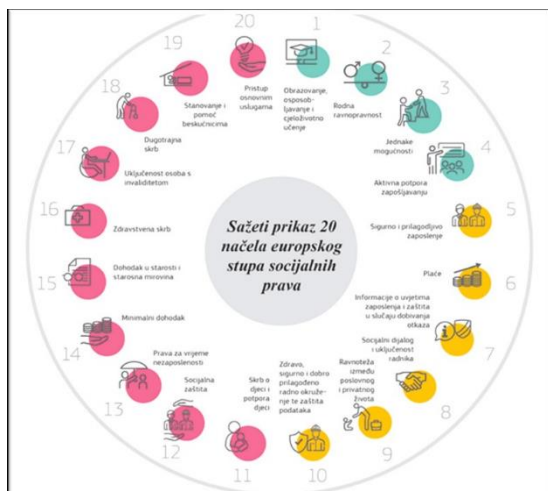 20
1
2
3
4
5
6
7
8
9
10
11
12
13
14
15
16
17
18
19
Pristup
osnovnim
uslugama
Obrazovanje,
osposob-
ljavanje i
cjeloživotno
učenje
Rodna
ravnopravnost
Jednake
mogućnosti
Aktivna potpora
zapošljavanju
Sigurno i prilagodljivo
zaposlenje
Plaće
Informacije o uvjetima
zaposlenja i zaštita
u slučaju dobivanja
otkaza
Socijalni dijalog
i uključenost
radnika
Ravnoteža
između
poslovnog
i privatnog
života
Zdravo,
sigurno i dobro
prilagođeno
radno okruže-
nje te zaštita
podataka
Skrb o
djeci i
potpora
djeci
Socijalna
zaštita
Prava za vrijeme
nezaposlenosti
Minimalni dohodak
Dohodak u starosti i
starosna mirovina
Zdravstvena skrb
Uključenost osoba s
invaliditetom
Dugotrajna
skrb
Stanovanje i
pomoć
beskućnicima
Sažeti prikaz 20
načela europskog
stupa socijalnih
prava